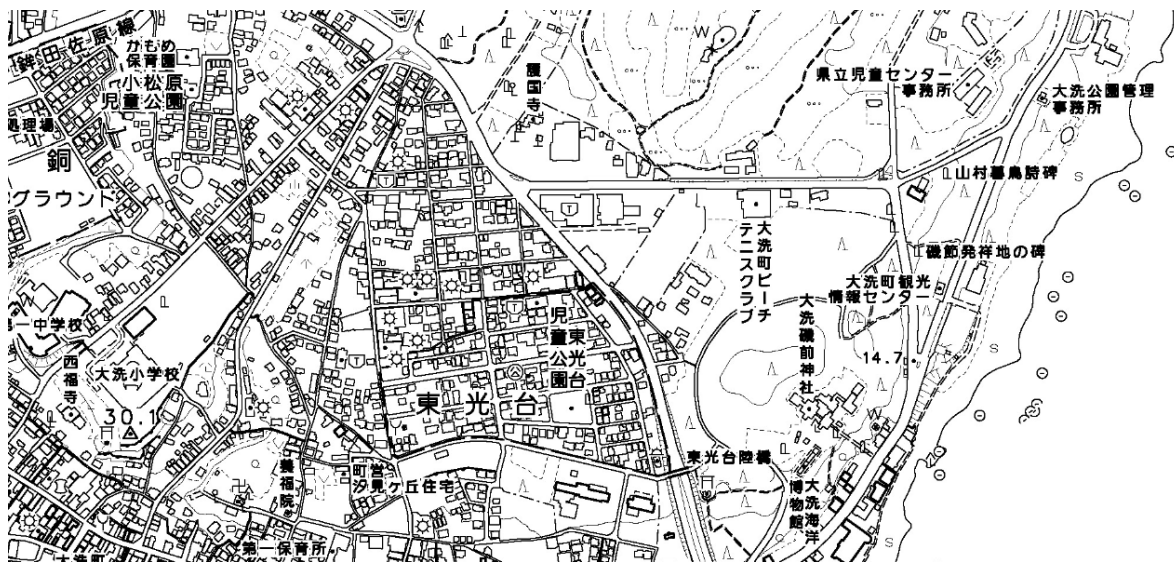 鉾田佐原線
かもめ
保育園
小松原
児童公園
処理場
銅
グラウンド
第一中学校
西福寺
大洗小学校
30.1
養福院
町営
汐見ヶ丘住宅
第一保育所
大洗町
護国寺
東光台
児童公園
東光台
東光台陸橋
大洗町ビーチ
テニスクラブ
大洗磯前神社
大洗海洋
博物館
14.7
県立児童センター
事務所
大洗公園管理
事務所
山村暮鳥詩碑
磯節発祥地の碑
大洗町観光
情報センター
W
W
S
S